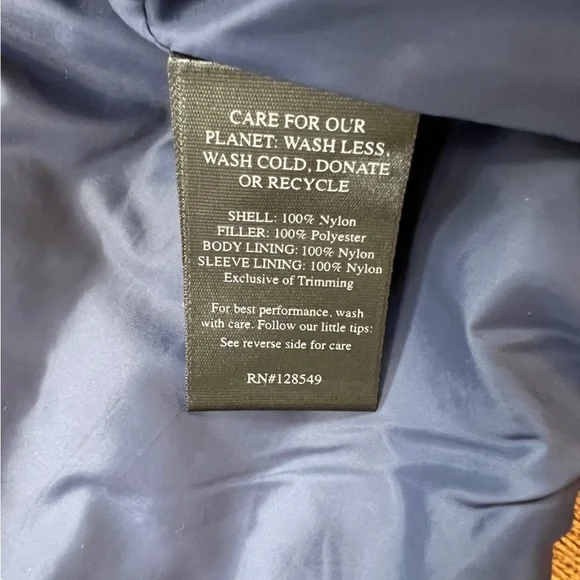 CARE FOR OUR
PLANET: WASH LESS,
WASH COLD, DONATE
OR RECYCLE
SHELL: 100% Nylon
FILLER: 100% Polyester
BODY LINING: 100% Nylon
SLEEVE LINING: 100% Nylon
Exclusive of Trimming
For best performance, wash
with care. Follow our little tips:
See reverse side for care
RN#128549